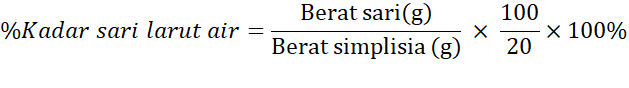 %Kadar sari larut air = Berat sari(g) / Berat simplisia (g) × 100 / 20 × 100%